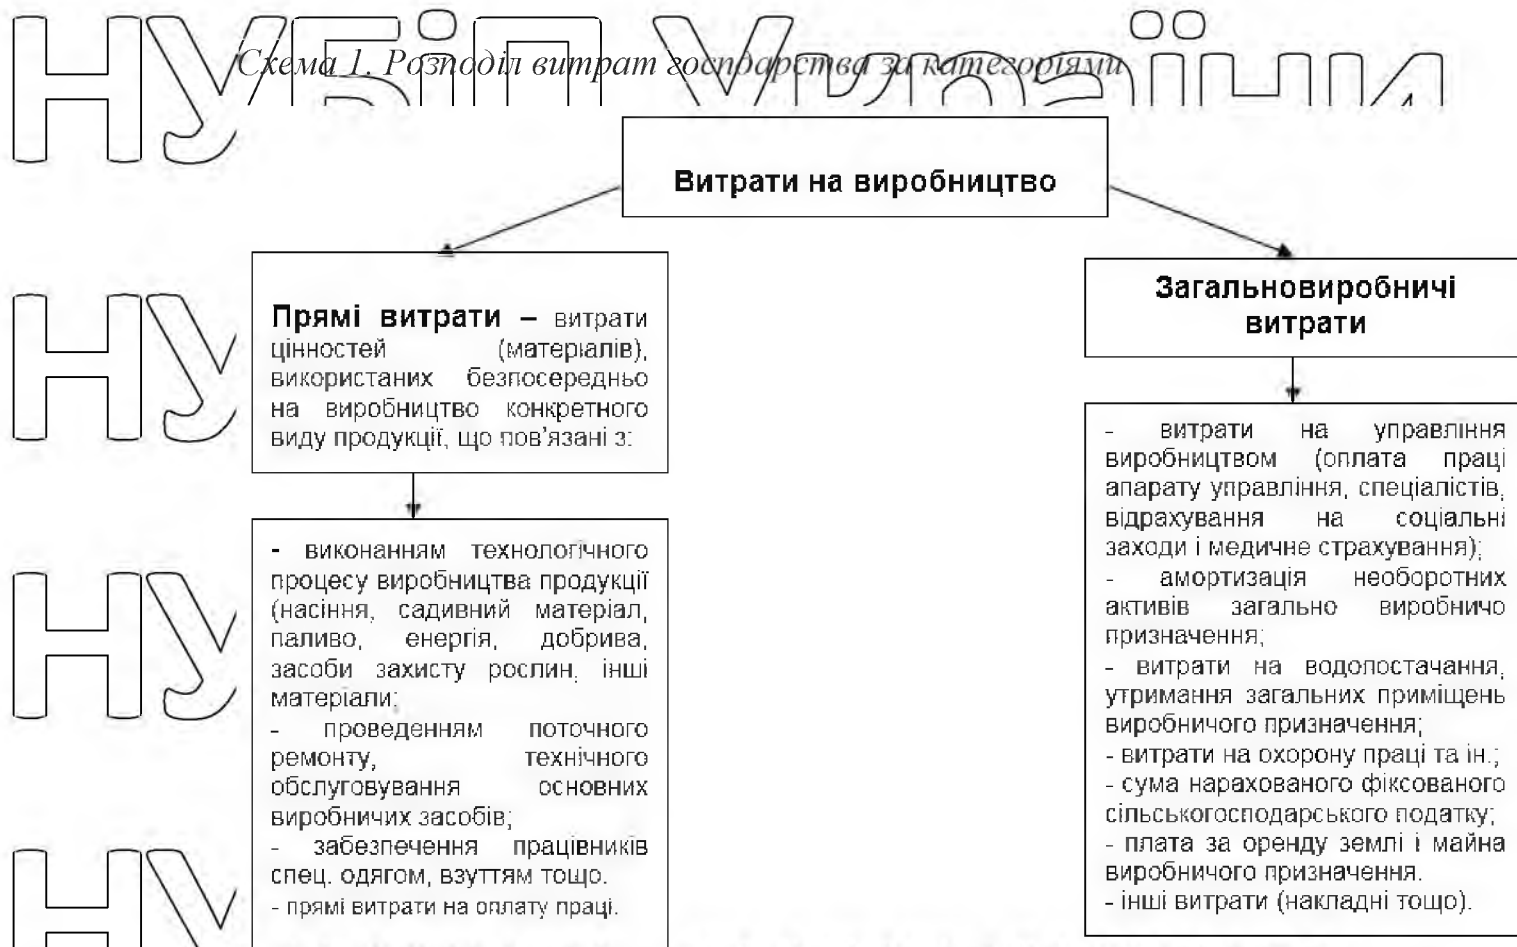 НУБіП України
Схема 1. Розподіл витрат господарства за категоріями
Витрати на виробництво
Прямі витрати – витрати
цінностей (матеріалів),
використаних безпосередньо
на виробництво конкретного
виду продукції, що пов'язані з:
- виконанням технологічного
процесу виробництва продукції
(насіння, садивний матеріал,
паливо, енергія, добрива,
засоби захисту рослин, інші
матеріали;
- проведенням поточного
ремонту, технічного
обслуговування основних
виробничих засобів;
- забезпечення працівників
спец. одягом, взуттям тощо.
- прямі витрати на оплату праці.
Загальновиробничі
витрати
- витрати на управління
виробництвом (оплата праці
апарату управління, спеціалістів,
відрахування на соціальні
заходи і медичне страхування);
- амортизація необоротних
активів загально виробничо
призначення;
- витрати на водопостачання,
утримання загальних приміщень
виробничого призначення;
- витрати на охорону праці та ін.;
- сума нарахованого фіксованого
сільськогосподарського податку;
- плата за оренду землі і майна
виробничого призначення.
- інші витрати (накладні тощо).
НУ
НУ
НУ